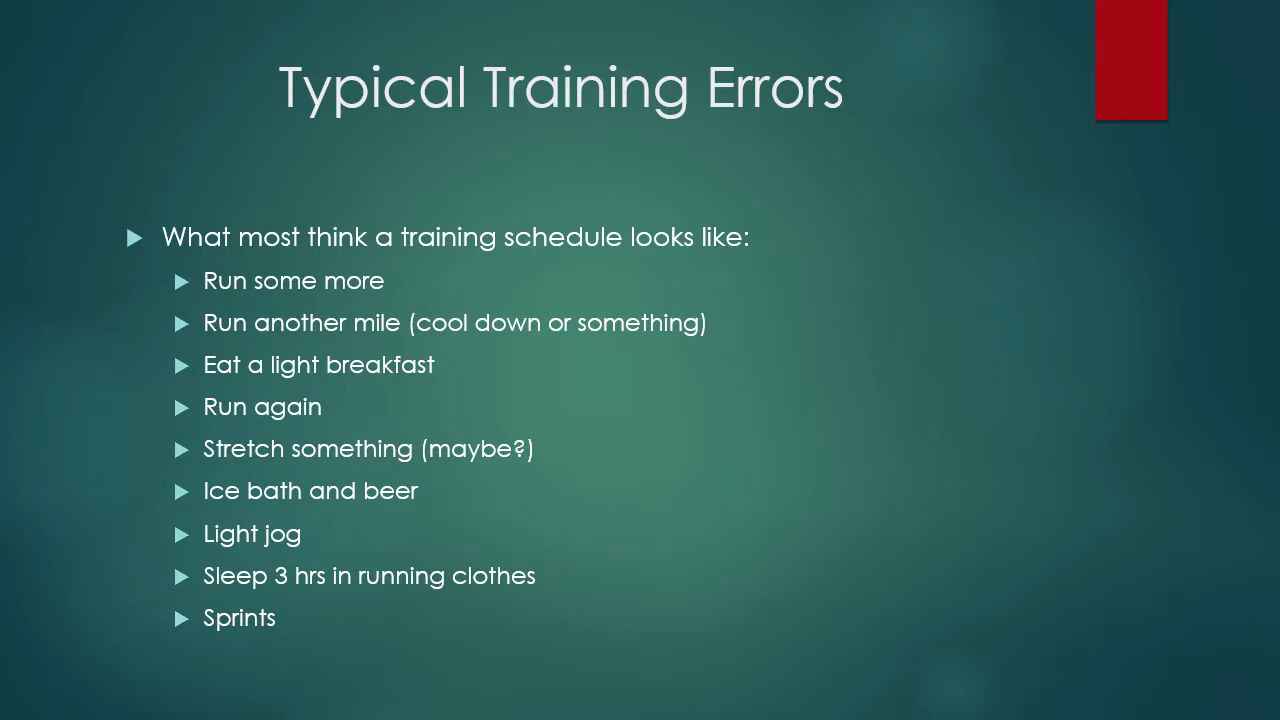 Typical Training Errors
What most think a training schedule looks like:
Run some more
Run another mile (cool down or something)
Eat a light breakfast
Run again
Stretch something (maybe?)
Ice bath and beer
Light jog
Sleep 3 hrs in running clothes
Sprints